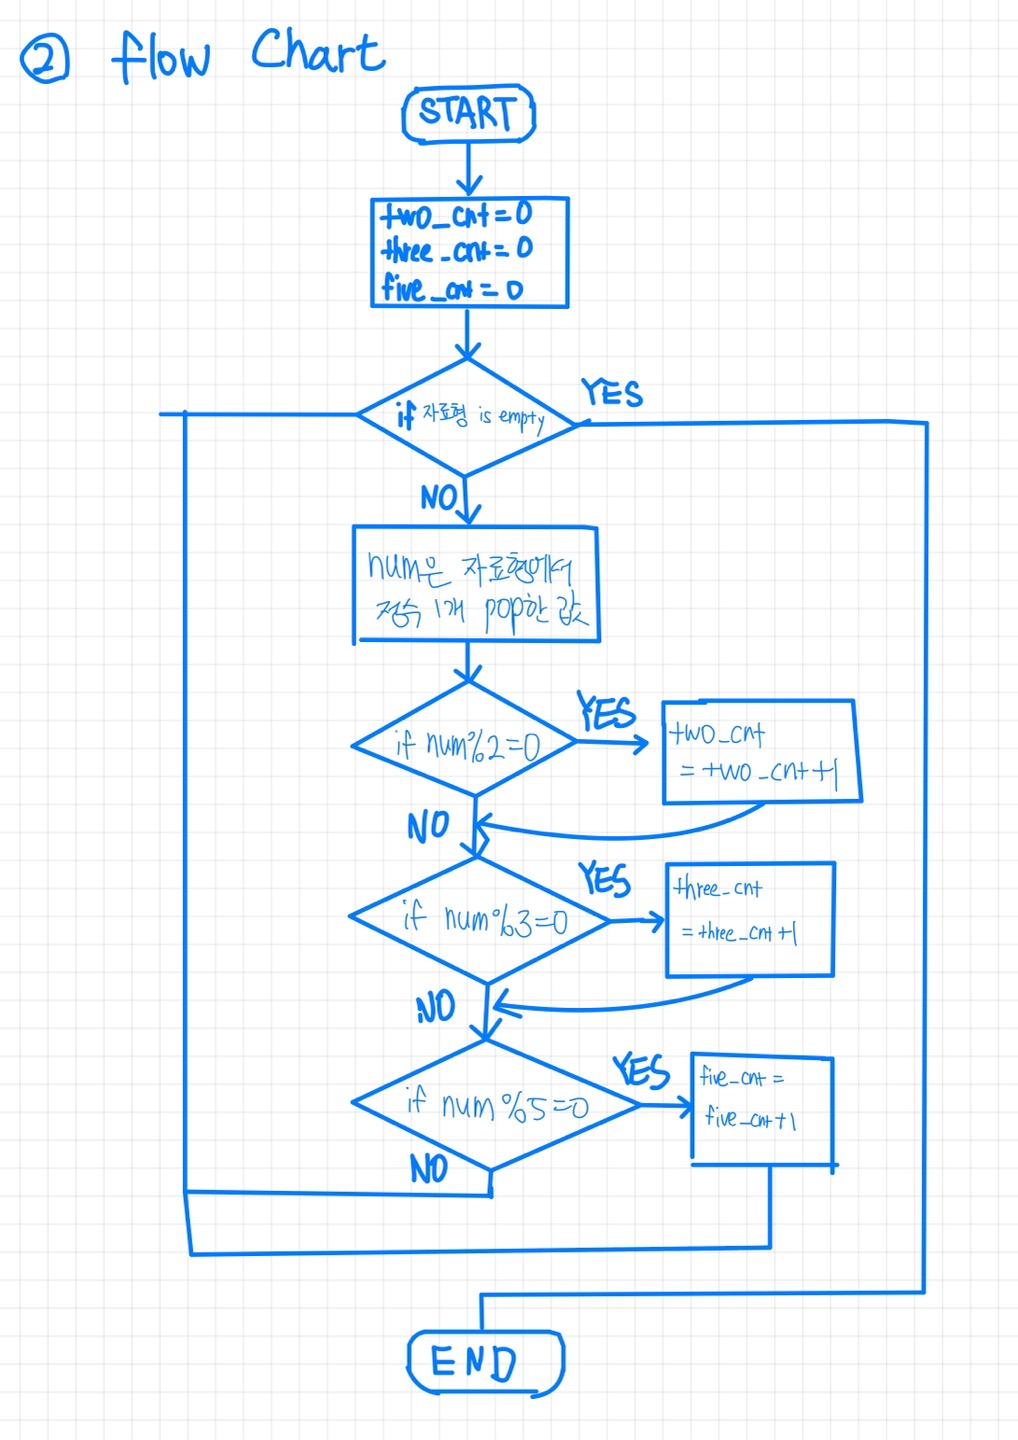 ② flow Chart
START
two_cnt = 0
three_cnt = 0
five_cnt = 0
if 자료형 is empty
YES
NO
num은 자료형에서
정수 1개 pop한 값
if num%2=0
YES
two_cnt
= two_cnt+1
NO
if num%3=0
YES
three_cnt
= three_cnt+1
NO
if num%5=0
YES
five_cnt =
five_cnt+1
NO
END